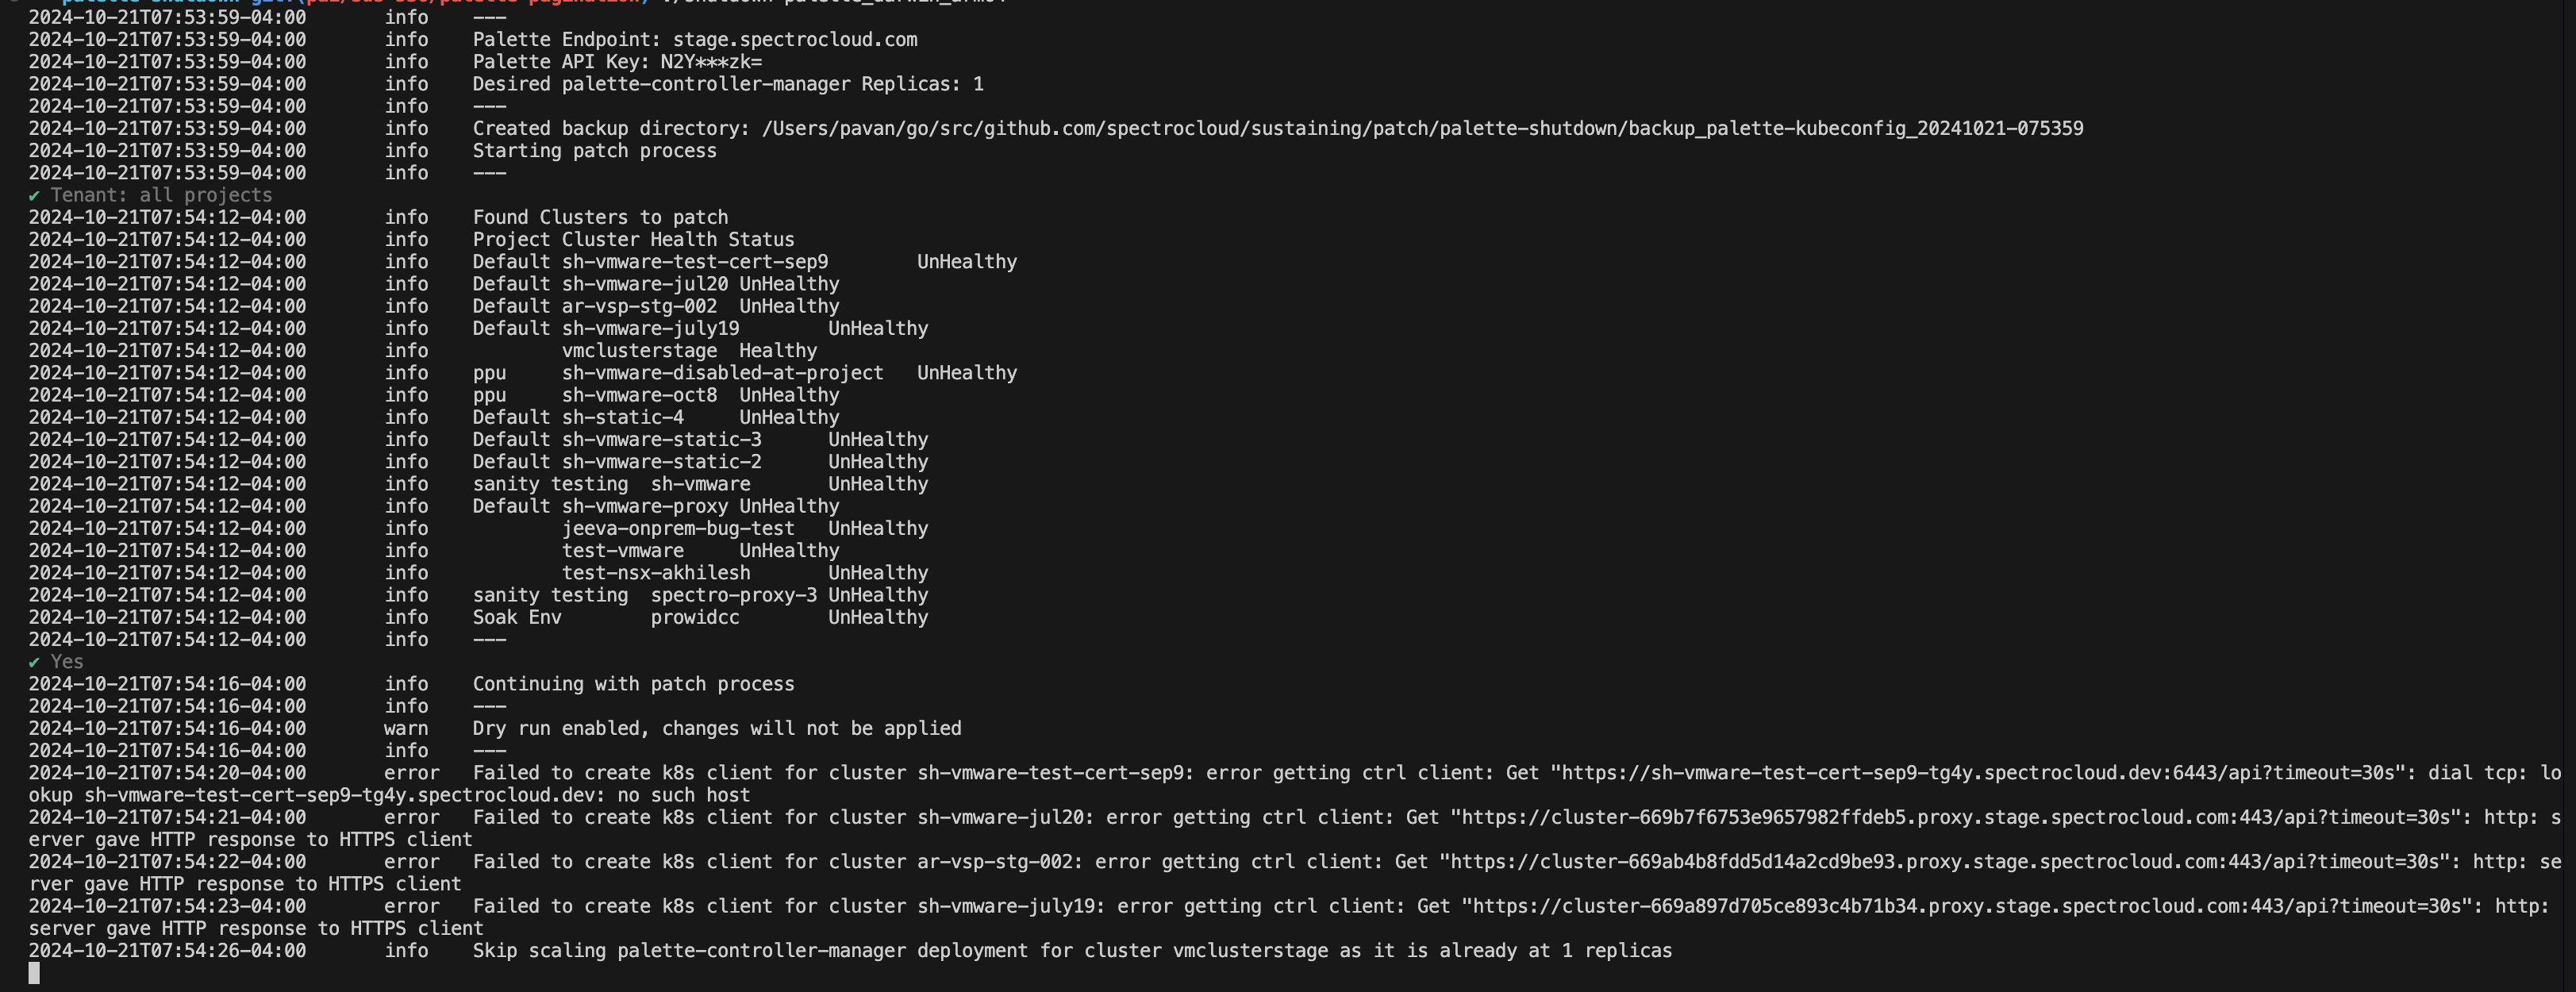 2024-10-21T07:53:59-04:00 info ---
2024-10-21T07:53:59-04:00 info Palette Endpoint: stage.spectrocloud.com
2024-10-21T07:53:59-04:00 info Palette API Key: N2Y***zk=
2024-10-21T07:53:59-04:00 info Desired palette-controller-manager Replicas: 1
2024-10-21T07:53:59-04:00 info ---
2024-10-21T07:53:59-04:00 info Created backup directory: /Users/pavan/go/src/github.com/spectrocloud/sustaining/patch/palette-shutdown/backup_palette-kubeconfig_20241021-075359
2024-10-21T07:53:59-04:00 info Starting patch process
2024-10-21T07:53:59-04:00 info ---
✔ Tenant: all projects
2024-10-21T07:54:12-04:00 info Found Clusters to patch
2024-10-21T07:54:12-04:00 info Project Cluster Health Status
2024-10-21T07:54:12-04:00 info Default sh-vmware-test-cert-sep9 UnHealthy
2024-10-21T07:54:12-04:00 info Default sh-vmware-jul20 UnHealthy
2024-10-21T07:54:12-04:00 info Default ar-vsp-stg-002 UnHealthy
2024-10-21T07:54:12-04:00 info Default sh-vmware-july19 UnHealthy
2024-10-21T07:54:12-04:00 info vmclusterstage Healthy
2024-10-21T07:54:12-04:00 info ppu sh-vmware-disabled-at-project UnHealthy
2024-10-21T07:54:12-04:00 info ppu sh-vmware-oct8 UnHealthy
2024-10-21T07:54:12-04:00 info Default sh-static-4 UnHealthy
2024-10-21T07:54:12-04:00 info Default sh-vmware-static-3 UnHealthy
2024-10-21T07:54:12-04:00 info Default sh-vmware-static-2 UnHealthy
2024-10-21T07:54:12-04:00 info sanity testing sh-vmware UnHealthy
2024-10-21T07:54:12-04:00 info Default sh-vmware-proxy UnHealthy
2024-10-21T07:54:12-04:00 info jeeva-onprem-bug-test UnHealthy
2024-10-21T07:54:12-04:00 info test-vmware UnHealthy
2024-10-21T07:54:12-04:00 info test-nsx-akhilesh UnHealthy
2024-10-21T07:54:12-04:00 info sanity testing spectro-proxy-3 UnHealthy
2024-10-21T07:54:12-04:00 info Soak Env prowidcc UnHealthy
2024-10-21T07:54:12-04:00 info ---
✔ Yes
2024-10-21T07:54:16-04:00 info Continuing with patch process
2024-10-21T07:54:16-04:00 info ---
2024-10-21T07:54:16-04:00 warn Dry run enabled, changes will not be applied
2024-10-21T07:54:16-04:00 info ---
2024-10-21T07:54:20-04:00 error Failed to create k8s client for cluster sh-vmware-test-cert-sep9: error getting ctrl client: Get "https://sh-vmware-test-cert-sep9-tg4y.spectrocloud.dev:6443/api?timeout=30s": dial tcp: lo
okup sh-vmware-test-cert-sep9-tg4y.spectrocloud.dev: no such host
2024-10-21T07:54:21-04:00 error Failed to create k8s client for cluster sh-vmware-jul20: error getting ctrl client: Get "https://cluster-669b7f6753e9657982ffdeb5.proxy.stage.spectrocloud.com:443/api?timeout=30s": http: s
erver gave HTTP response to HTTPS client
2024-10-21T07:54:22-04:00 error Failed to create k8s client for cluster ar-vsp-stg-002: error getting ctrl client: Get "https://cluster-669ab4b8fdd5d14a2cd9be93.proxy.stage.spectrocloud.com:443/api?timeout=30s": http: se
rver gave HTTP response to HTTPS client
2024-10-21T07:54:23-04:00 error Failed to create k8s client for cluster sh-vmware-july19: error getting ctrl client: Get "https://cluster-669a897d705ce893c4b71b34.proxy.stage.spectrocloud.com:443/api?timeout=30s": http:
server gave HTTP response to HTTPS client
2024-10-21T07:54:26-04:00 info Skip scaling palette-controller-manager deployment for cluster vmclusterstage as it is already at 1 replicas